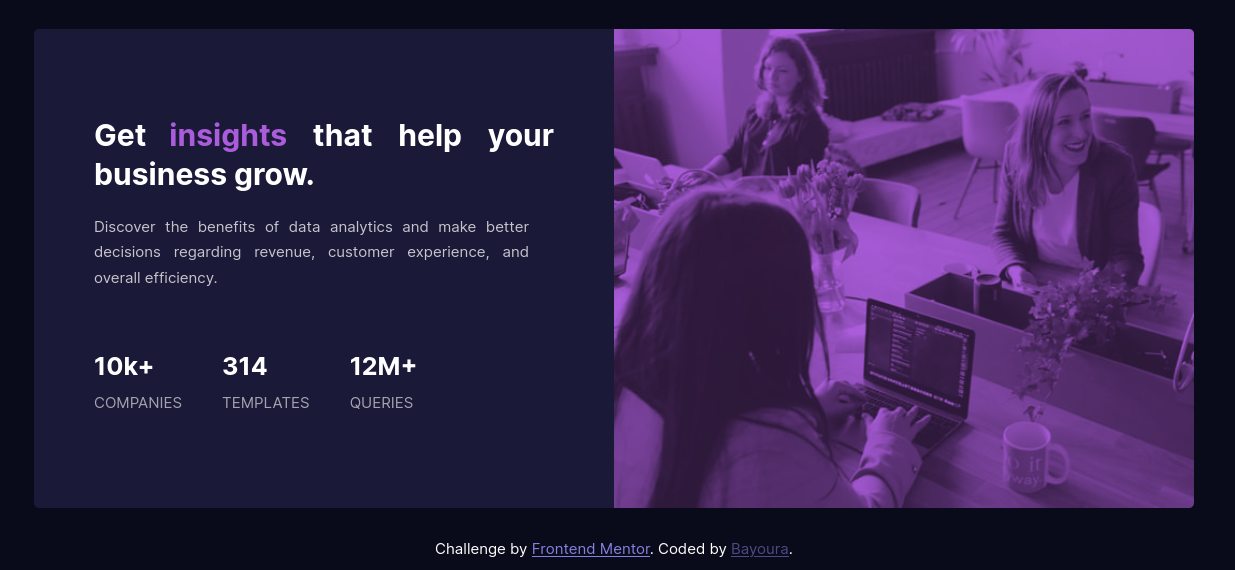 Get insights that help your
business grow.
Discover the benefits of data analytics and make better
decisions regarding revenue, customer experience, and
overall efficiency.
10k+ 314 12M+
COMPANIES TEMPLATES QUERIES
Challenge by Frontend Mentor. Coded by Bayoura.